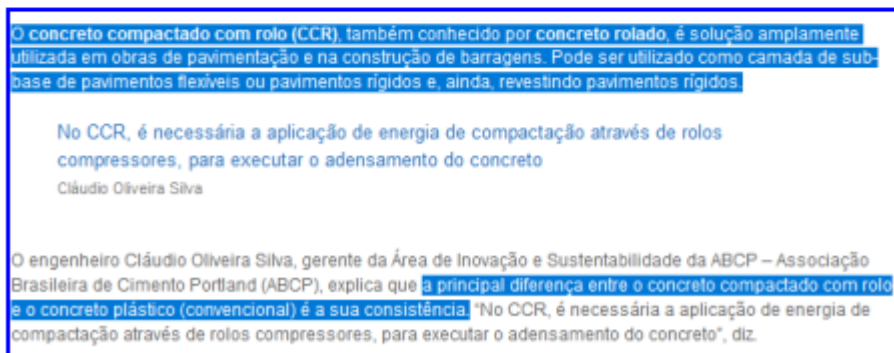 O concreto compactado com rolo (CCR), também conhecido por concreto rolado, é solução amplamente
utilizada em obras de pavimentação e na construção de barragens. Pode ser utilizado como camada de sub-
base de pavimentos flexíveis ou pavimentos rígidos e, ainda, revestindo pavimentos rígidos.
No CCR, é necessária a aplicação de energia de compactação através de rolos
compressores, para executar o adensamento do concreto
Cláudio Oliveira Silva
O engenheiro Cláudio Oliveira Silva, gerente da Área de Inovação e Sustentabilidade da ABCP – Associação
Brasileira de Cimento Portland (ABCP), explica que a principal diferença entre o concreto compactado com rolo
e o concreto plástico (convencional) é a sua consistência. “No CCR, é necessária a aplicação de energia de
compactação através de rolos compressores, para executar o adensamento do concreto”, diz.